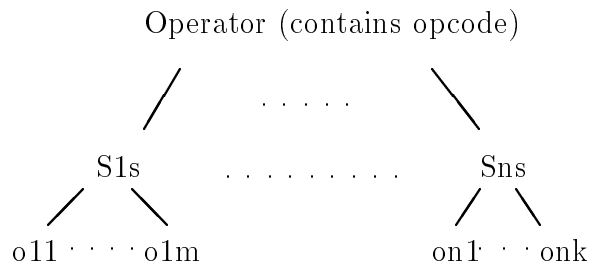 Operator (contains opcode)
. . . . .
S1s . . . . . . . . . Sns
o11 . . . . o1m on1 . . . onk